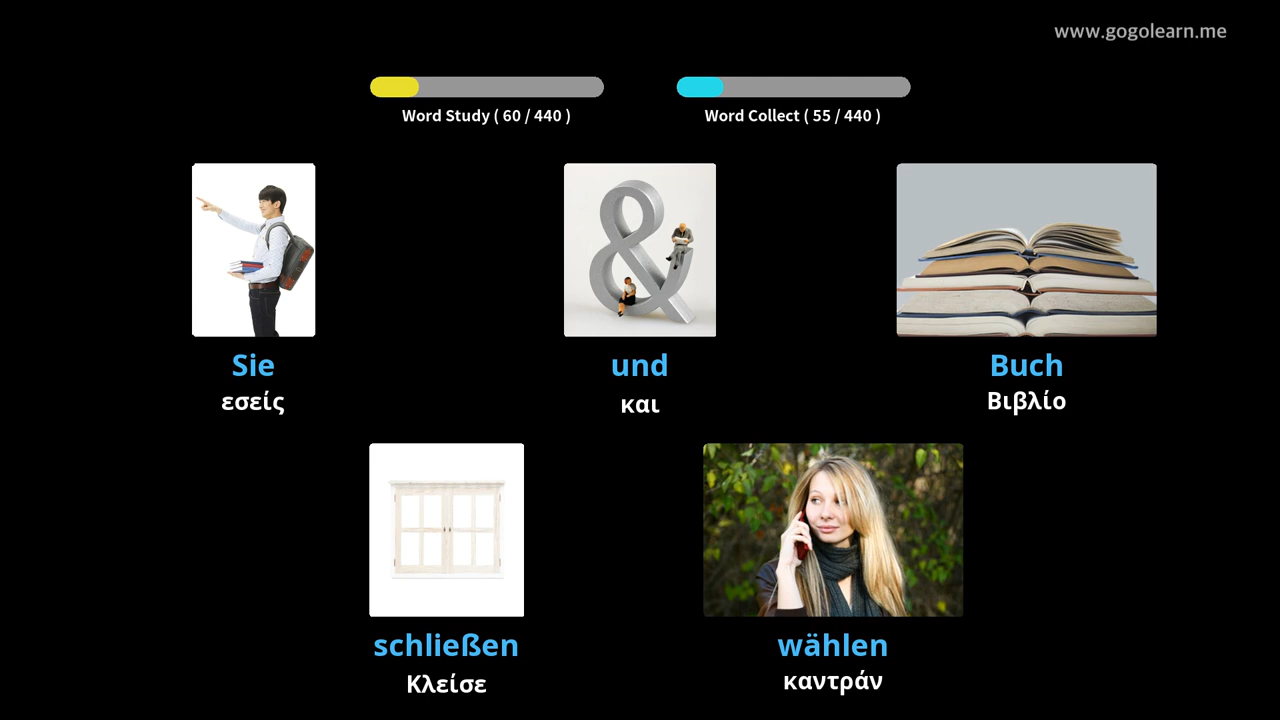 www.gogolearn.me
Word Study ( 60 / 440 )
Word Collect ( 55 / 440 )
Sie
εσείς
und
και
Buch
Βιβλίο
schließen
Κλείσε
wählen
καντράν